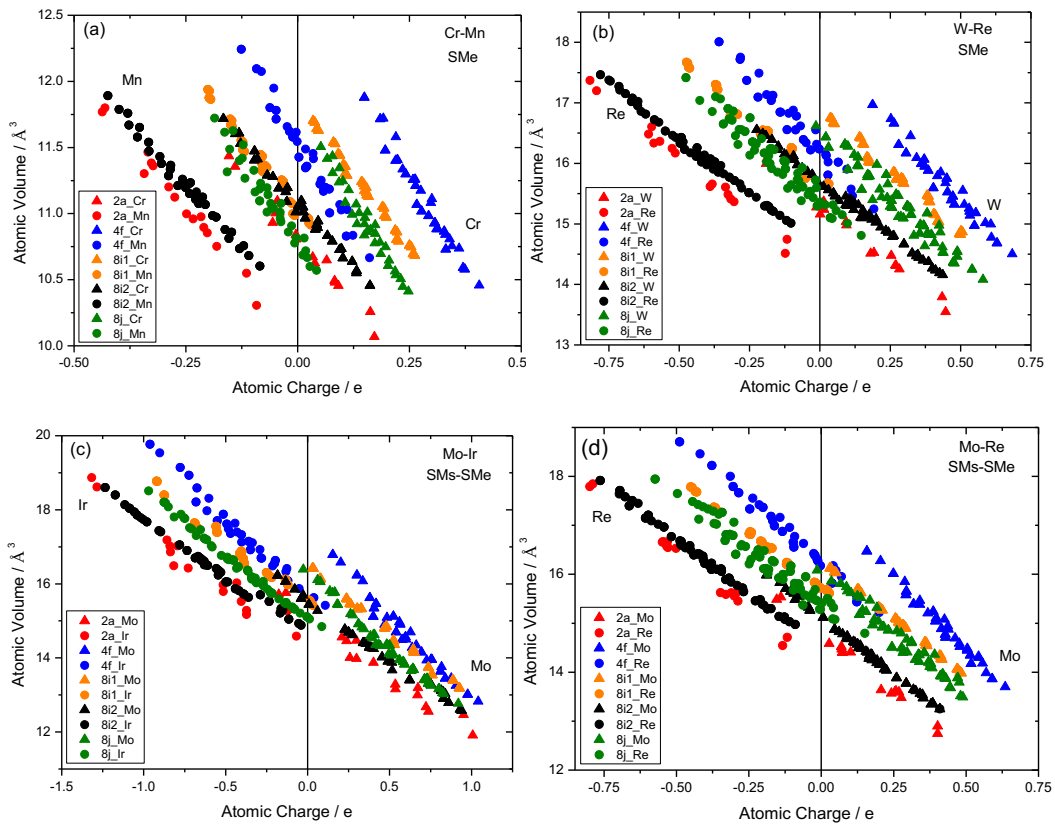 (a)
Cr-Mn
SMe
Mn
Cr
2a_Cr
2a_Mn
4f_Cr
4f_Mn
8i1_Cr
8i1_Mn
8i2_Cr
8i2_Mn
8j_Cr
8j_Mn
12.5
12.0
11.5
11.0
10.5
10.0
-0.50
-0.25
0.00
0.25
0.5
Atomic Volume / Å ³
Atomic Charge / e
(b)
W-Re
SMe
Re
W
2a_W
2a_Re
4f_W
4f_Re
8i1_W
8i1_Re
8i2_W
8i2_Re
8j_W
8j_Re
18
17
16
15
14
13
-0.75
-0.50
-0.25
0.00
0.25
0.50
0.75
Atomic Volume / Å ³
Atomic Charge / e
(c)
Mo-Ir
SMs-SMe
Ir
Mo
2a_Mo
2a_Ir
4f_Mo
4f_Ir
8i1_Mo
8i1_Ir
8i2_Mo
8i2_Ir
8j_Mo
8j_Ir
20
18
16
14
12
-1.5
-1.0
-0.5
0.0
0.5
1.0
Atomic Volume / Å ³
Atomic Charge / e
(d)
Mo-Re
SMs-SMe
Re
Mo
2a_Mo
2a_Re
4f_Mo
4f_Re
8i1_Mo
8i1_Re
8i2_Mo
8i2_Re
8j_Mo
8j_Re
18
16
14
12
-0.75
-0.50
-0.25
0.00
0.25
0.50
0.75
Atomic Volume / Å ³
Atomic Charge / e